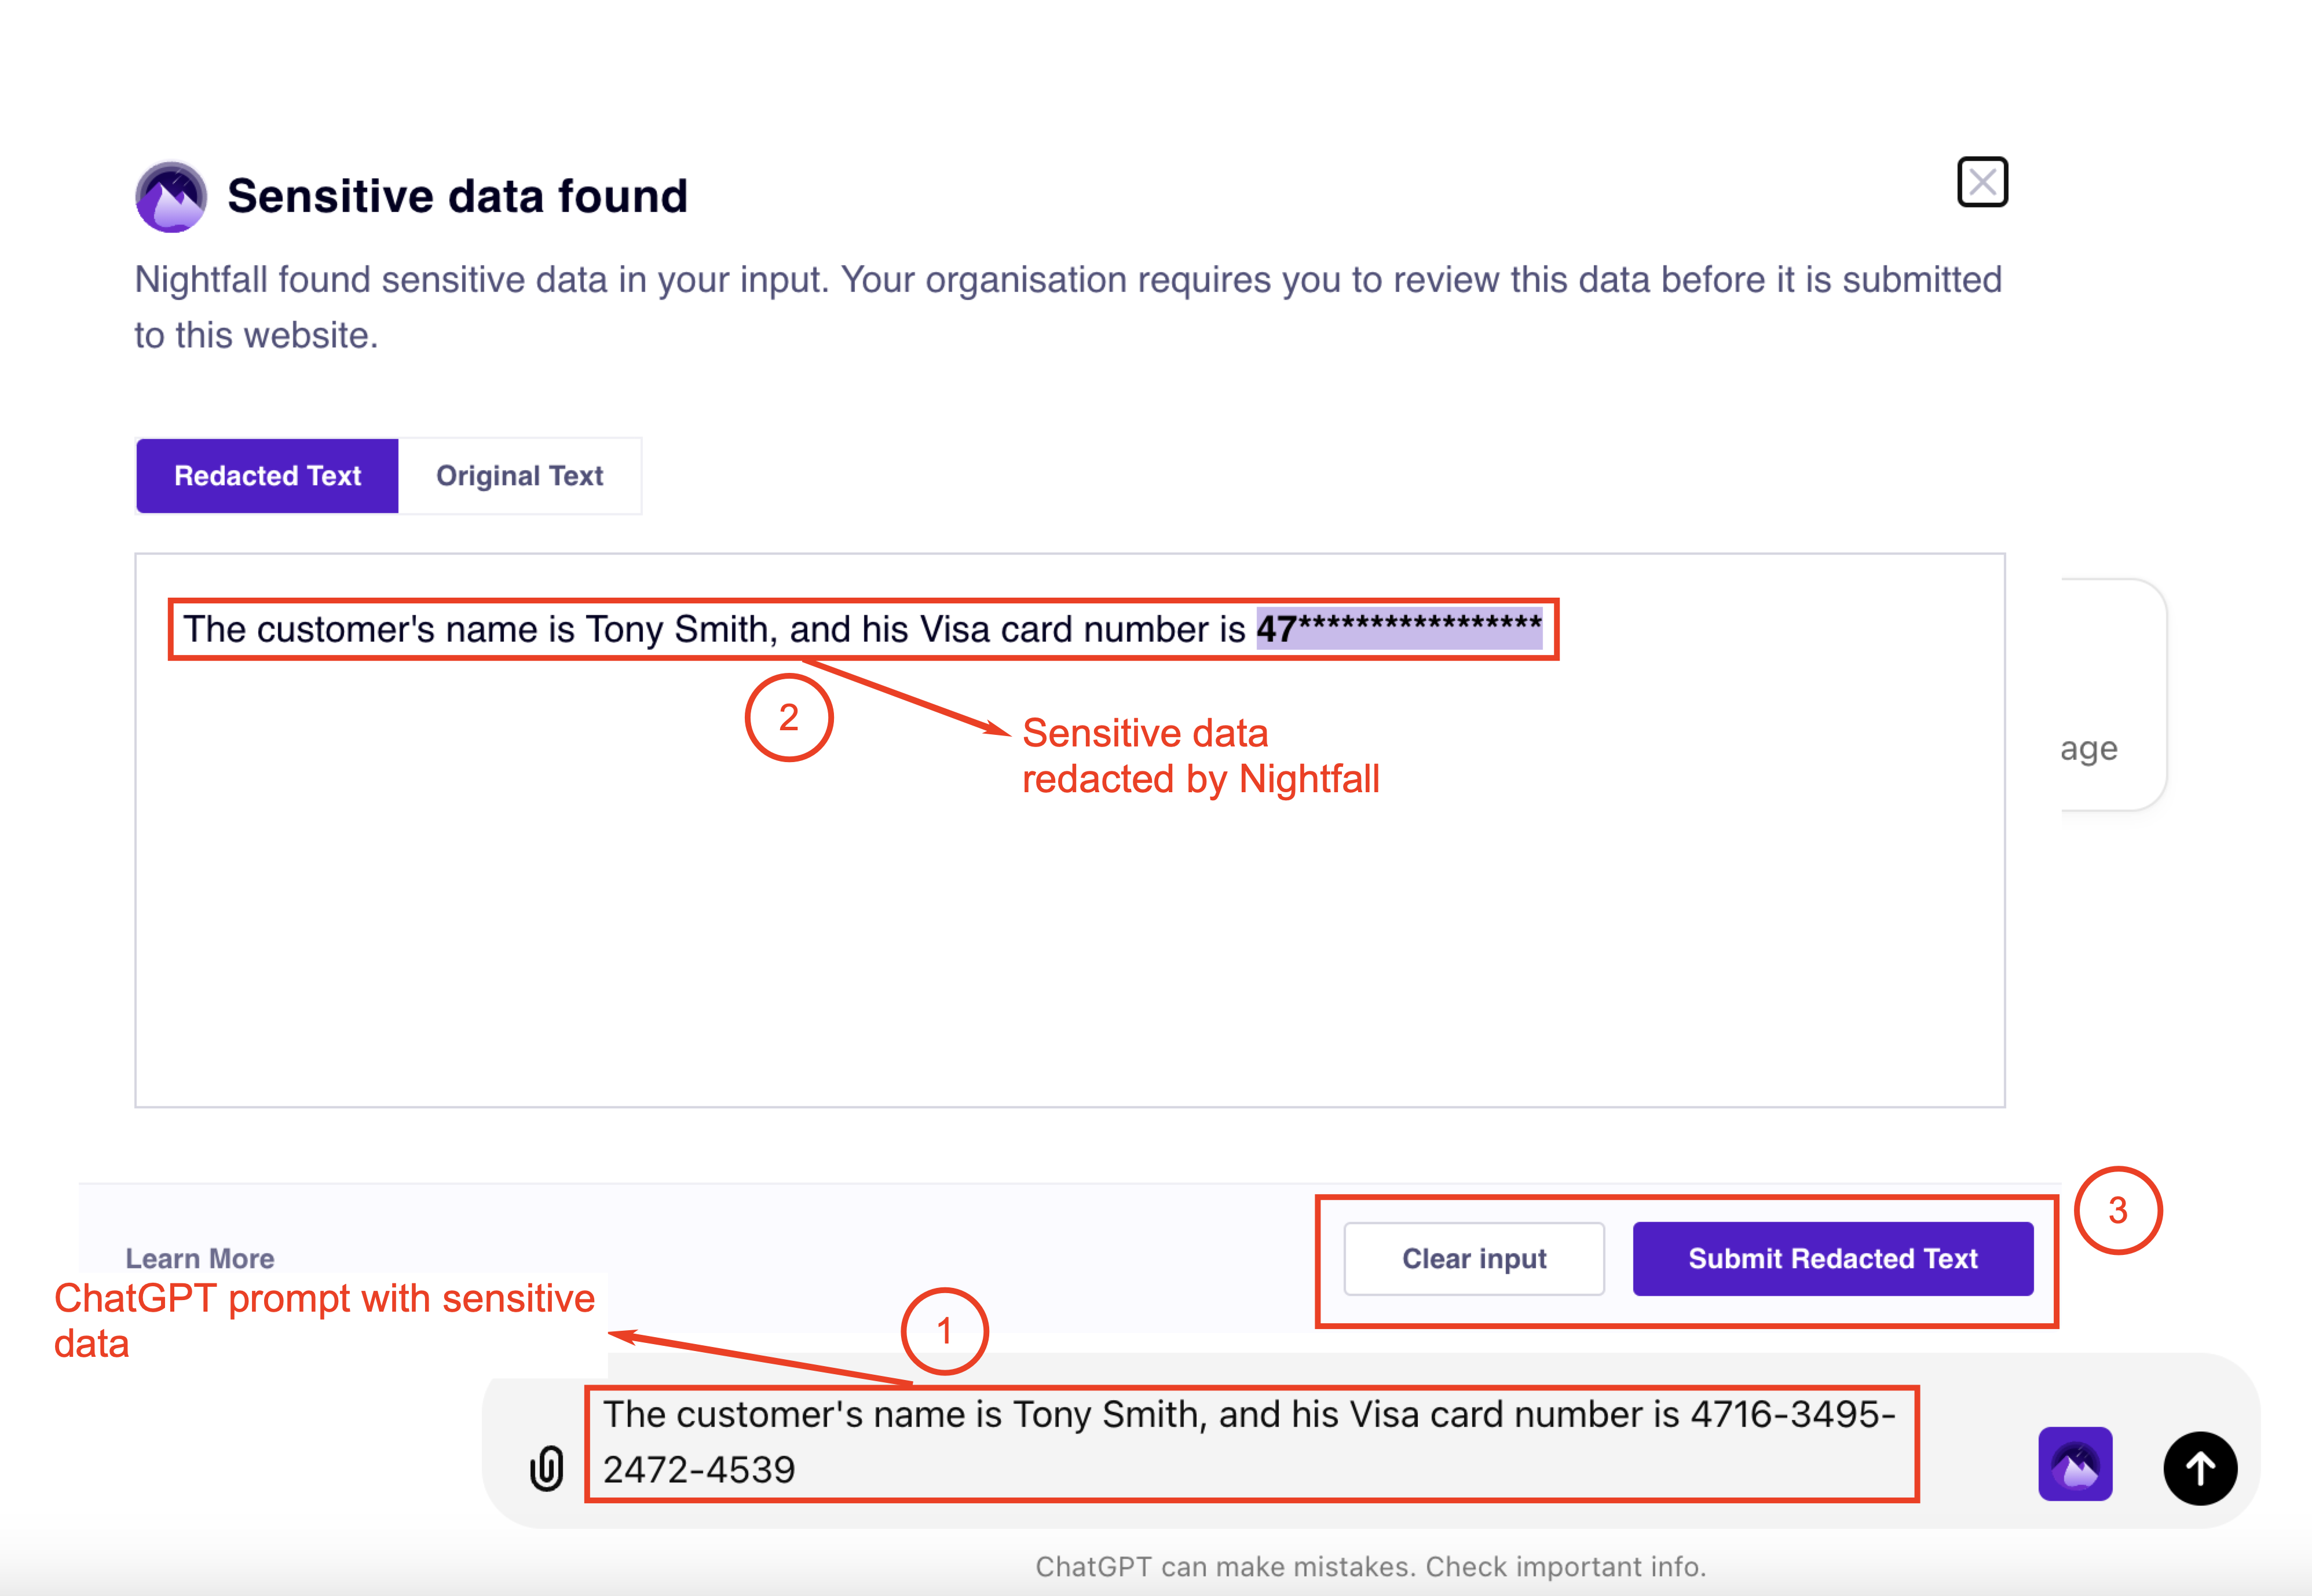 Sensitive data found
Nightfall found sensitive data in your input. Your organisation requires you to review this data before it is submitted
to this website.
Redacted Text
Original Text
The customer's name is Tony Smith, and his Visa card number is 47*****************
2
Sensitive data
redacted by Nightfall
age
3
Learn More
Clear input
Submit Redacted Text
ChatGPT prompt with sensitive
data
1
The customer's name is Tony Smith, and his Visa card number is 4716-3495-
2472-4539
ChatGPT can make mistakes. Check important info.